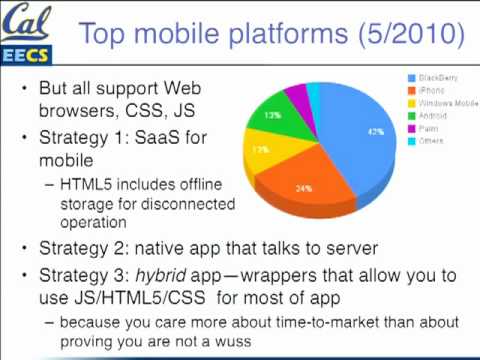 Cal
EECS
Top mobile platforms (5/2010)
• But all support Web
browsers, CSS, JS
• Strategy 1: SaaS for
mobile
– HTML5 includes offline
storage for disconnected
operation
BlackBerry
iPhone
Windows Mobile
Android
Palm
Others
42%
24%
13%
13%
• Strategy 2: native app that talks to server
• Strategy 3: hybrid app—wrappers that allow you to
use JS/HTML5/CSS for most of app
– because you care more about time-to-market than about
proving you are not a wuss